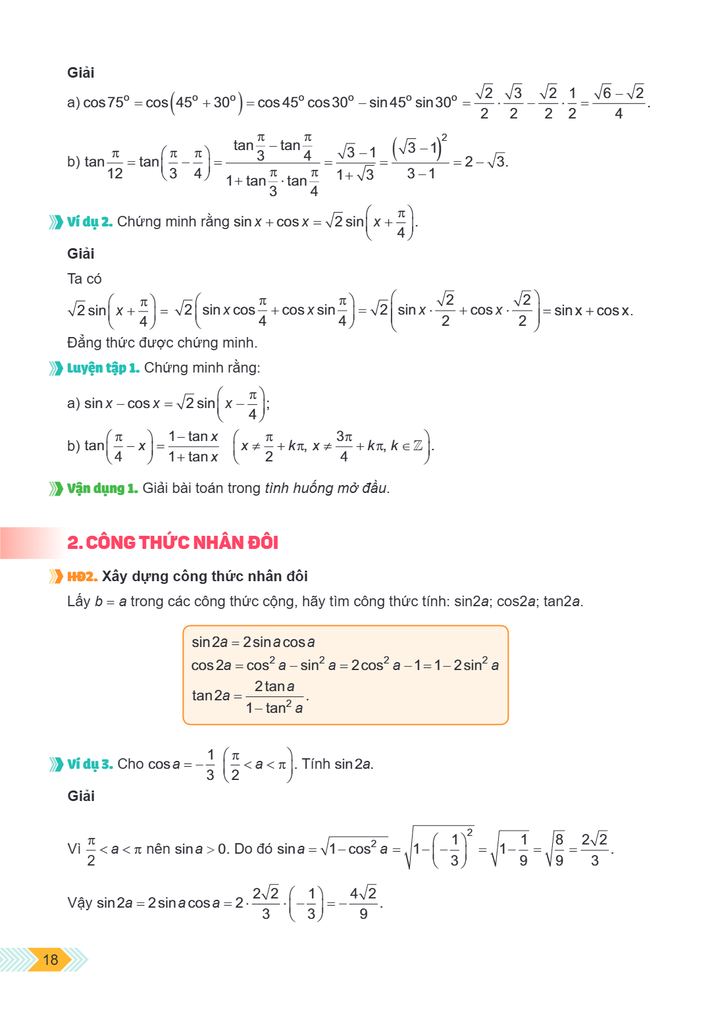 Giải
a) cos75° = cos(45° + 30°) = cos45° cos30° − sin45° sin30° = √2/2 · √3/2 − √2/2 · 1/2 = (√6 − √2)/4.
b) tan π/12 = tan(π/3 − π/4) = (tan π/3 − tan π/4)/(1 + tan π/3 · tan π/4) = (√3 − 1)/(1 + √3) = (√3 − 1)²/(3 − 1) = 2 − √3.
Ví dụ 2. Chứng minh rằng sin x + cos x = √2 sin(x + π/4).
Giải
Ta có
√2 sin(x + π/4) = √2(sin x cos π/4 + cos x sin π/4) = √2(sin x · √2/2 + cos x · √2/2) = sin x + cos x.
Đẳng thức được chứng minh.
Luyện tập 1. Chứng minh rằng:
a) sin x − cos x = √2 sin(x − π/4);
b) tan(π/4 − x) = (1 − tan x)/(1 + tan x) (x ≠ π/2 + kπ, x ≠ 3π/4 + kπ, k ∈ ℤ).
Vận dụng 1. Giải bài toán trong tình huống mở đầu.
2. CÔNG THỨC NHÂN ĐÔI
HĐ2. Xây dựng công thức nhân đôi
Lấy b = a trong các công thức cộng, hãy tìm công thức tính: sin2a; cos2a; tan2a.
sin2a = 2sin a cos a
cos2a = cos² a − sin² a = 2cos² a − 1 = 1 − 2sin² a
tan2a = 2tan a/(1 − tan² a).
Ví dụ 3. Cho cos a = −1/3 (π/2 < a < π). Tính sin2a.
Giải
Vì π/2 < a < π nên sin a > 0. Do đó sin a = √(1 − cos² a) = √(1 − (−1/3)²) = √(1 − 1/9) = √(8/9) = 2√2/3.
Vậy sin2a = 2sin a cos a = 2 · 2√2/3 · (−1/3) = −4√2/9.
18